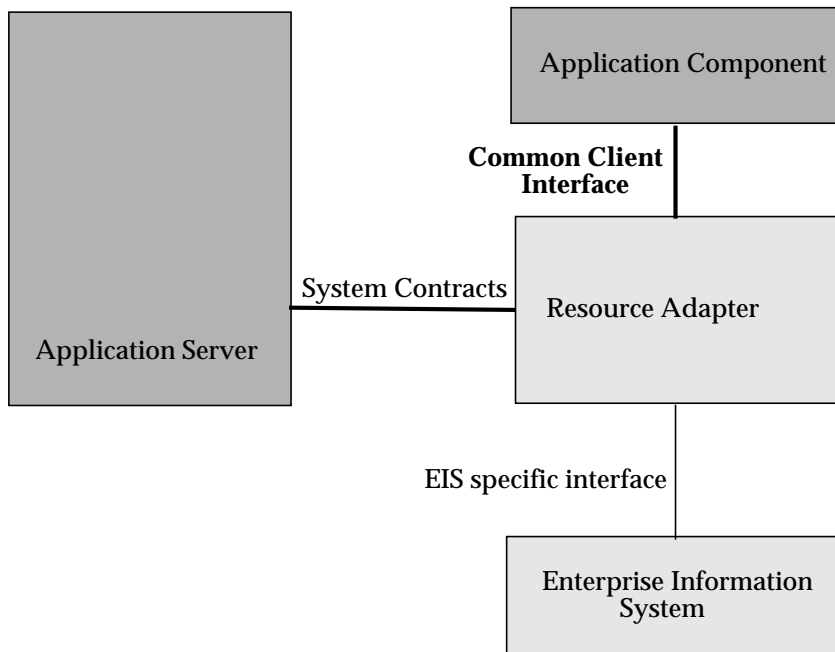 Application Component
Common Client
Interface
System Contracts
Resource Adapter
Application Server
EIS specific interface
Enterprise Information
System